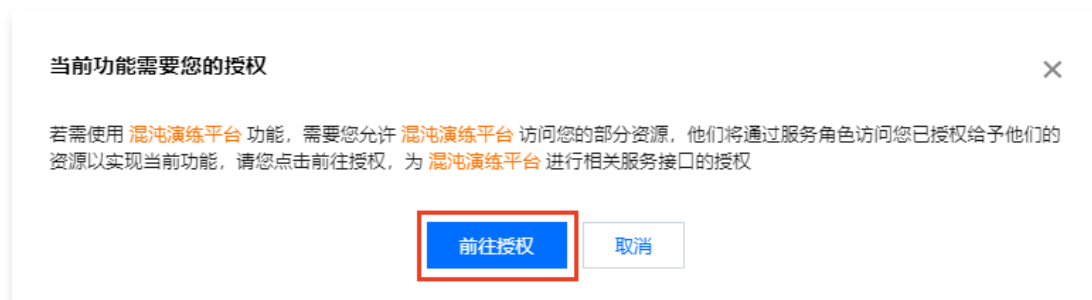 当前功能需要您的授权
若需使用 混沌演练平台 功能，需要您允许 混沌演练平台 访问您的部分资源，他们将通过服务角色访问您已授权给予他们的
资源以实现当前功能，请您点击前往授权，为 混沌演练平台 进行相关服务接口的授权
前往授权 取消